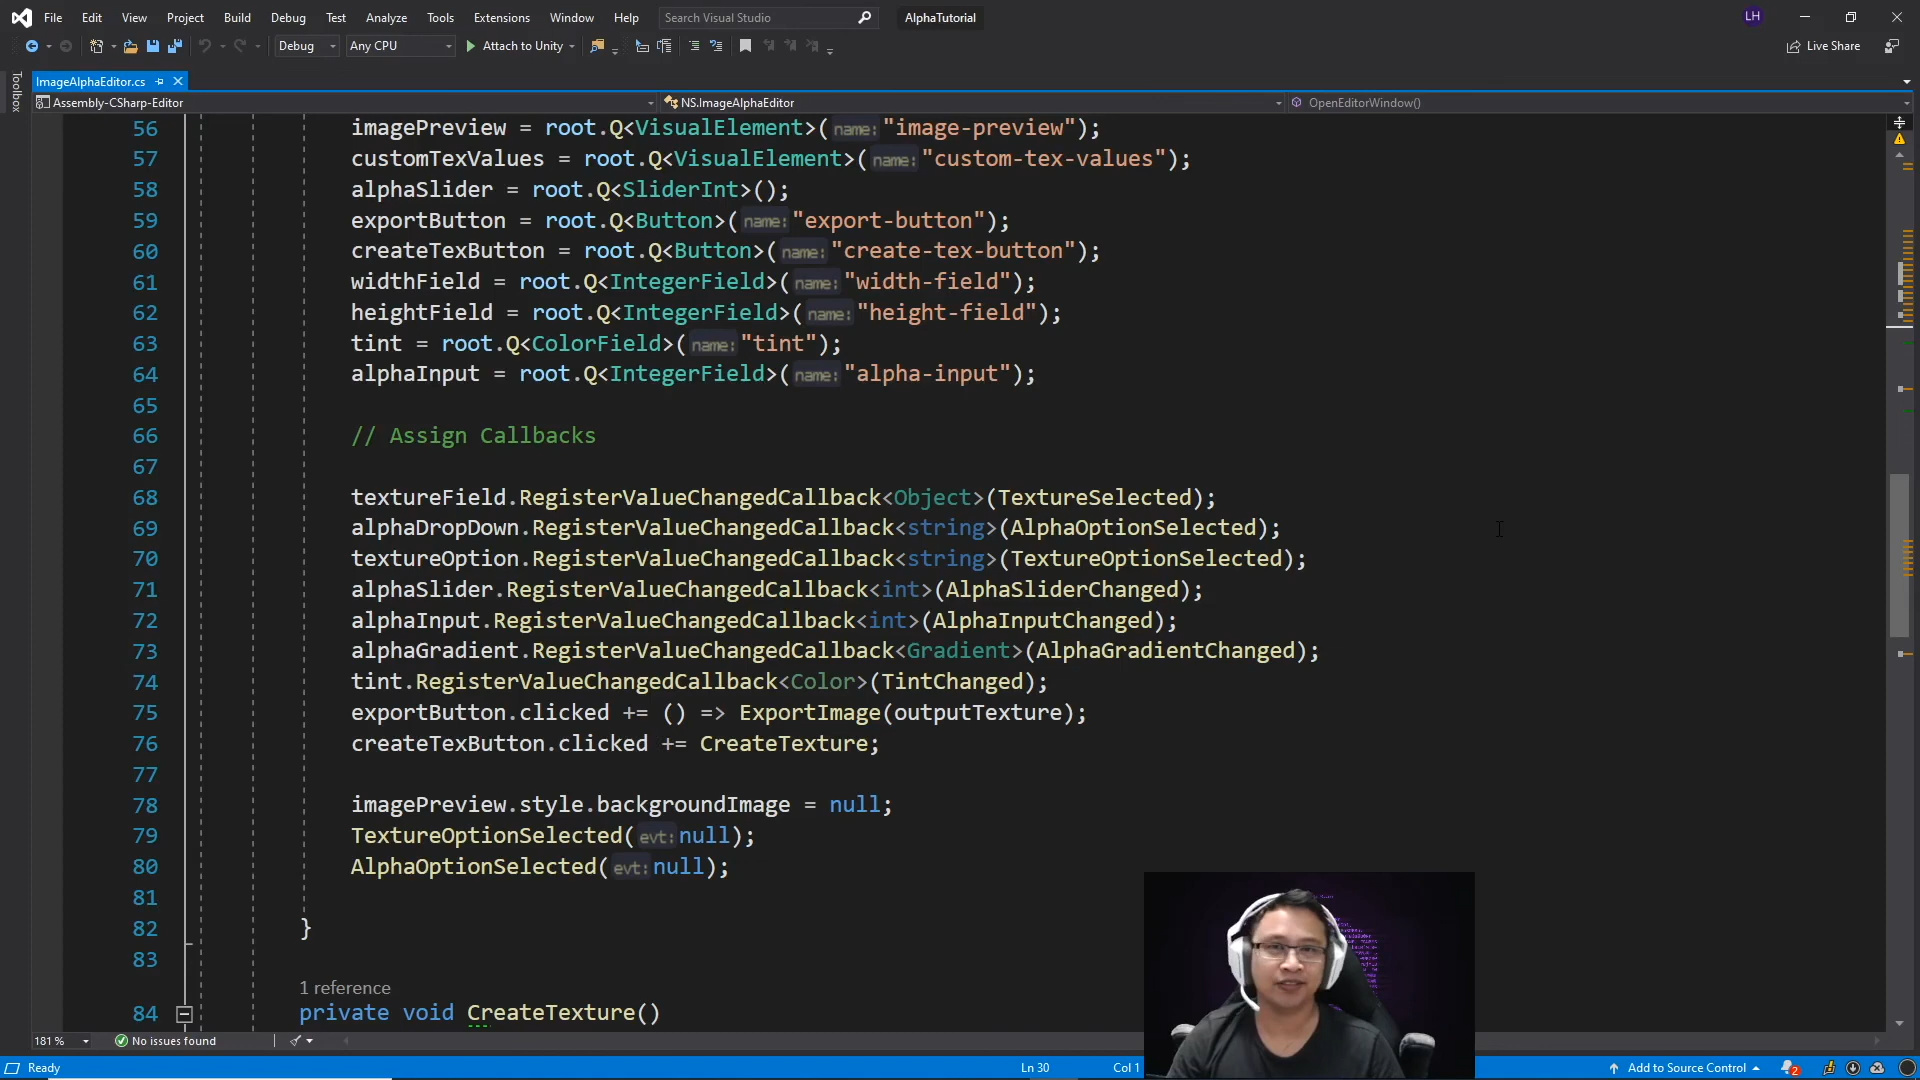 File Edit View Project Build Debug Test Analyze Tools Extensions Window Help Search Visual Studio AlphaTutorial LH
Debug Any CPU Attach to Unity Live Share
Toolbox
ImageAlphaEditor.cs
Assembly-CSharp-Editor NS.ImageAlphaEditor OpenEditorWindow()
56 imagePreview = root.Q<VisualElement>(name:"image-preview");
57 customTexValues = root.Q<VisualElement>(name:"custom-tex-values");
58 alphaSlider = root.Q<SliderInt>();
59 exportButton = root.Q<Button>(name:"export-button");
60 createTexButton = root.Q<Button>(name:"create-tex-button");
61 widthField = root.Q<IntegerField>(name:"width-field");
62 heightField = root.Q<IntegerField>(name:"height-field");
63 tint = root.Q<ColorField>(name:"tint");
64 alphaInput = root.Q<IntegerField>(name:"alpha-input");
65
66 // Assign Callbacks
67
68 textureField.RegisterValueChangedCallback<Object>(TextureSelected);
69 alphaDropDown.RegisterValueChangedCallback<string>(AlphaOptionSelected);
70 textureOption.RegisterValueChangedCallback<string>(TextureOptionSelected);
71 alphaSlider.RegisterValueChangedCallback<int>(AlphaSliderChanged);
72 alphaInput.RegisterValueChangedCallback<int>(AlphaInputChanged);
73 alphaGradient.RegisterValueChangedCallback<Gradient>(AlphaGradientChanged);
74 tint.RegisterValueChangedCallback<Color>(TintChanged);
75 exportButton.clicked += () => ExportImage(outputTexture);
76 createTexButton.clicked += CreateTexture;
77
78 imagePreview.style.backgroundImage = null;
79 TextureOptionSelected(evt:null);
80 AlphaOptionSelected(evt:null);
81
82 }
83
1 reference
84 private void CreateTexture()
181 % No issues found
Ready Ln 30 Col 1 Add to Source Control 2